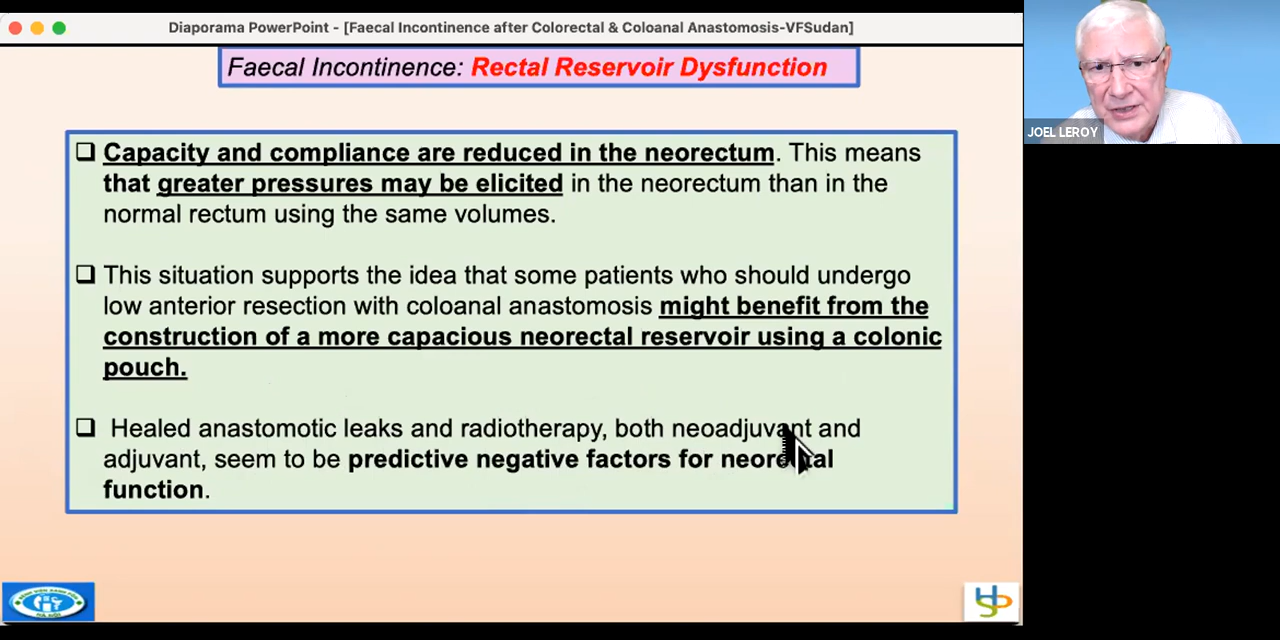 Diaporama PowerPoint - [Faecal Incontinence after Colorectal & Coloanal Anastomosis-VFSudan]
Faecal Incontinence: Rectal Reservoir Dysfunction
JOEL LEROY
❑ Capacity and compliance are reduced in the neorectum. This means
that greater pressures may be elicited in the neorectum than in the
normal rectum using the same volumes.
❑ This situation supports the idea that some patients who should undergo
low anterior resection with coloanal anastomosis might benefit from the
construction of a more capacious neorectal reservoir using a colonic
pouch.
❑ Healed anastomotic leaks and radiotherapy, both neoadjuvant and
adjuvant, seem to be predictive negative factors for neorectal
function.